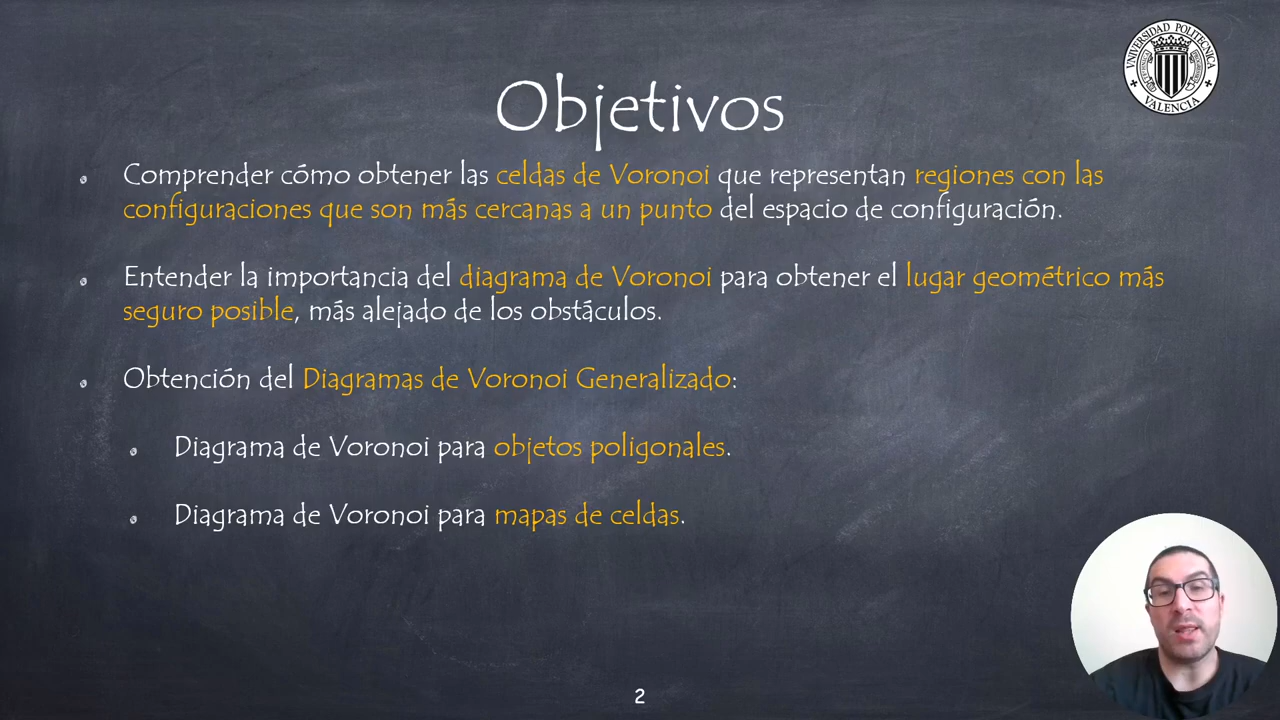 UNIVERSIDAD POLITECNICA
VALENCIA
Objetivos
Comprender cómo obtener las celdas de Voronoi que representan regiones con las
configuraciones que son más cercanas a un punto del espacio de configuración.
Entender la importancia del diagrama de Voronoi para obtener el lugar geométrico más
seguro posible, más alejado de los obstáculos.
Obtención del Diagramas de Voronoi Generalizado:
Diagrama de Voronoi para objetos poligonales.
Diagrama de Voronoi para mapas de celdas.
2